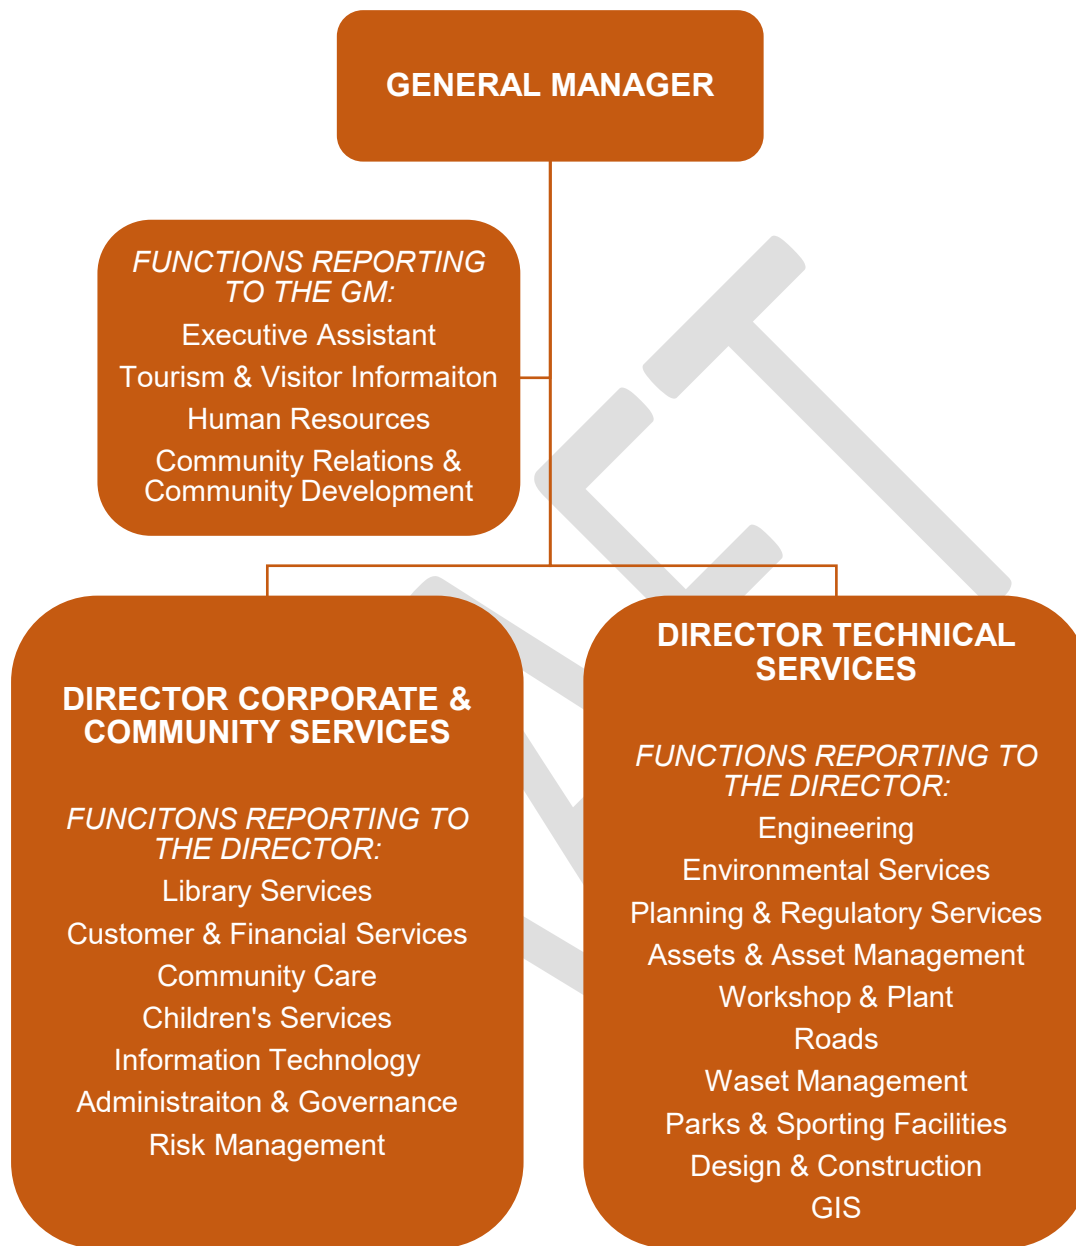 GENERAL MANAGER
FUNCTIONS REPORTING
TO THE GM:
Executive Assistant
Tourism & Visitor Informaiton
Human Resources
Community Relations &
Community Development
DIRECTOR CORPORATE &
COMMUNITY SERVICES
FUNCITONS REPORTING TO
THE DIRECTOR:
Library Services
Customer & Financial Services
Community Care
Children's Services
Information Technology
Administraiton & Governance
Risk Management
DIRECTOR TECHNICAL
SERVICES
FUNCTIONS REPORTING TO
THE DIRECTOR:
Engineering
Environmental Services
Planning & Regulatory Services
Assets & Asset Management
Workshop & Plant
Roads
Waset Management
Parks & Sporting Facilities
Design & Construction
GIS